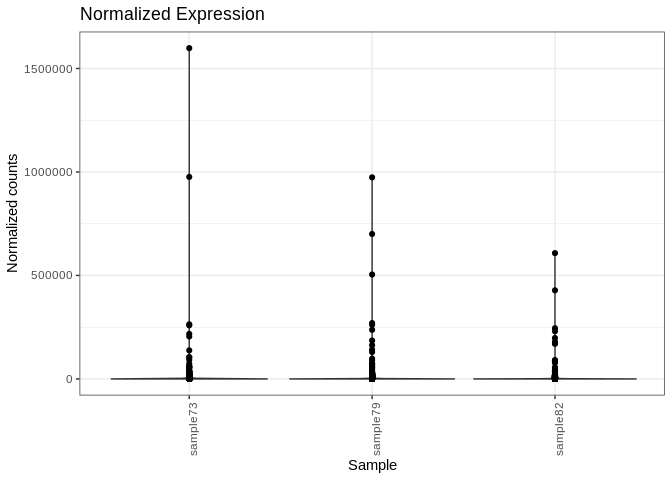 Normalized Expression
Normalized counts
1500000
1000000
500000
0
sample73
sample79
sample82
Sample